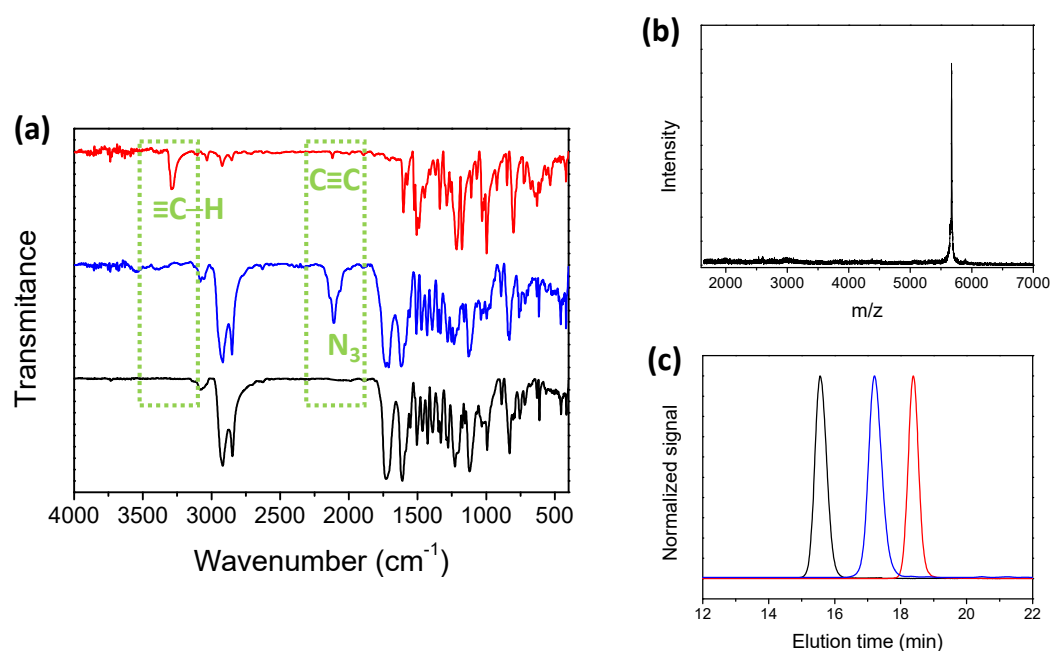 (a)
Transmitance
≡C–H
C≡C
N₃
4000 3500 3000 2500 2000 1500 1000 500
Wavenumber (cm⁻¹)
(b)
Intensity
2000 3000 4000 5000 6000 7000
m/z
(c)
Normalized signal
12 14 16 18 20 22
Elution time (min)